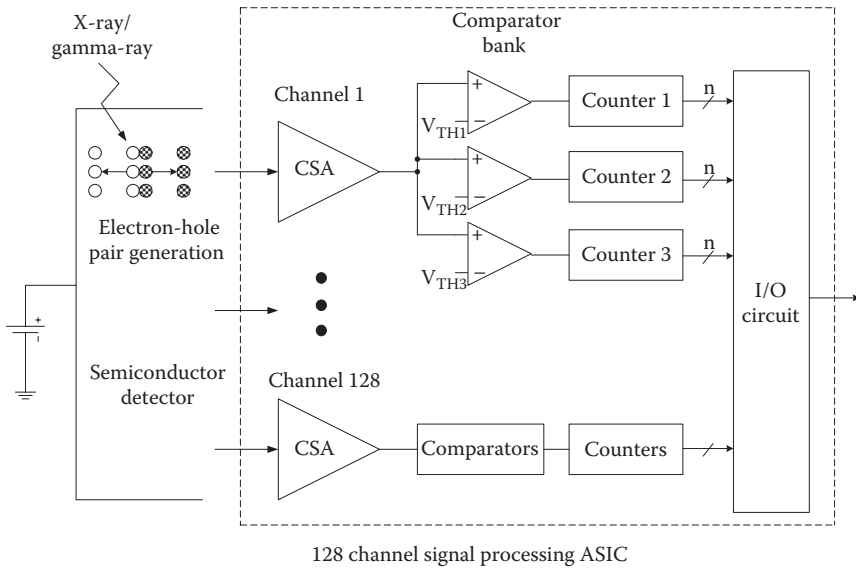 X-ray/
gamma-ray
Comparator
bank
Channel 1
+
−
V_TH1
Counter 1
n
CSA
+
−
V_TH2
Counter 2
n
Electron-hole
pair generation
+
−
V_TH3
Counter 3
n
I/O
circuit
+
-
Semiconductor
detector
Channel 128
CSA
Comparators
Counters
128 channel signal processing ASIC